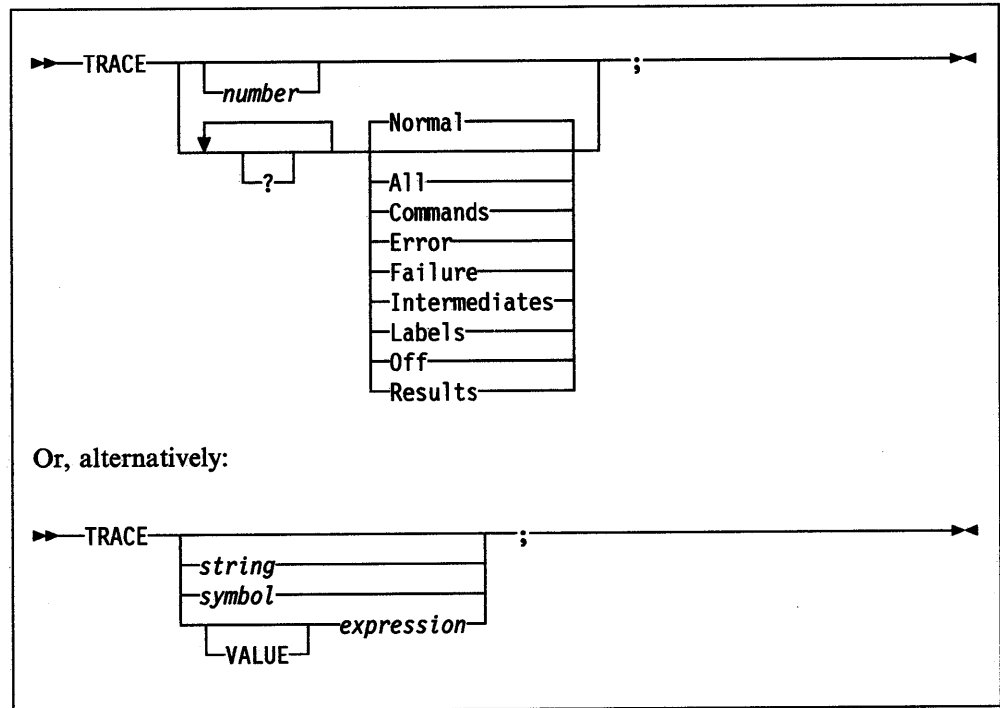 TRACE ;
number
Normal
?
All
Commands
Error
Failure
Intermediates
Labels
Off
Results
Or, alternatively:
TRACE ;
string
symbol
expression
VALUE